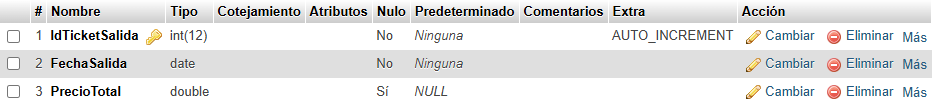 # Nombre Tipo Cotejamiento Atributos Nulo Predeterminado Comentarios Extra Acción
1 IdTicketSalida int(12) No Ninguna AUTO_INCREMENT Cambiar Eliminar Más
2 FechaSalida date No Ninguna Cambiar Eliminar Más
3 PrecioTotal double Sí NULL Cambiar Eliminar Más